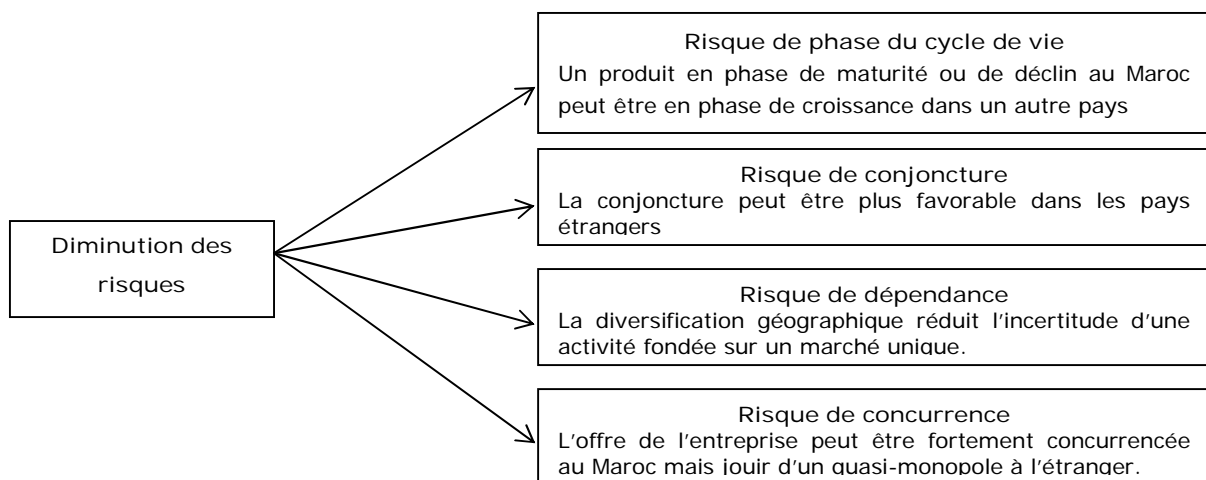 Risque de phase du cycle de vie
Un produit en phase de maturité ou de déclin au Maroc
peut être en phase de croissance dans un autre pays
Risque de conjoncture
La conjoncture peut être plus favorable dans les pays
étrangers
Diminution des
risques
Risque de dépendance
La diversification géographique réduit l'incertitude d'une
activité fondée sur un marché unique.
Risque de concurrence
L'offre de l'entreprise peut être fortement concurrencée
au Maroc mais jouir d'un quasi-monopole à l'étranger.